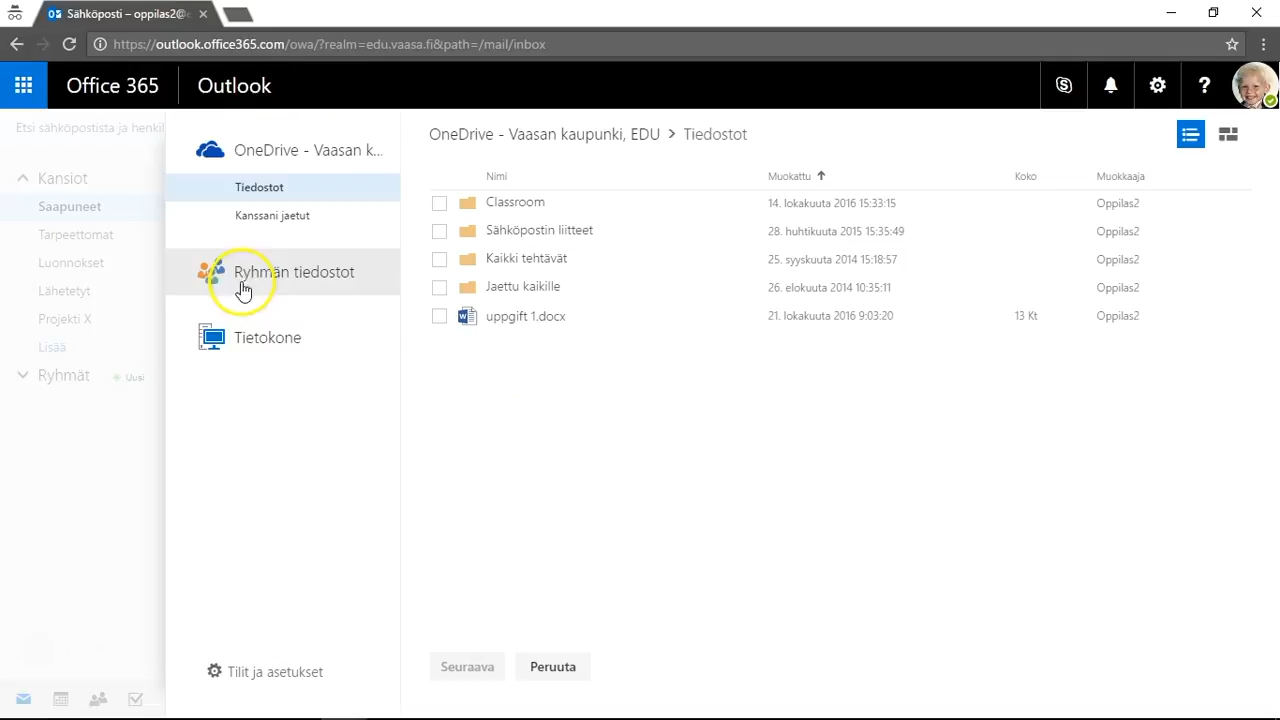 Sähköposti – oppilas2@e
https://outlook.office365.com/owa/?realm=edu.vaasa.fi&path=/mail/inbox
Office 365 Outlook
Etsi sähköpostista ja henkil
Kansiot
Saapuneet
Tarpeettomat
Luonnokset
Lähetetyt
Projekti X
Lisää
Ryhmät Uusi
OneDrive - Vaasan k...
Tiedostot
Kanssani jaetut
Ryhmän tiedostot
Tietokone
Tilit ja asetukset
OneDrive - Vaasan kaupunki, EDU > Tiedostot
Nimi Muokattu Koko Muokkaaja
Classroom 14. lokakuuta 2016 15:33:15 Oppilas2
Sähköpostin liitteet 28. huhtikuuta 2015 15:35:49 Oppilas2
Kaikki tehtävät 25. syyskuuta 2014 15:18:57 Oppilas2
Jaettu kaikille 26. elokuuta 2014 10:35:11 Oppilas2
uppgift 1.docx 21. lokakuuta 2016 9:03:20 13 Kt Oppilas2
Seuraava Peruuta